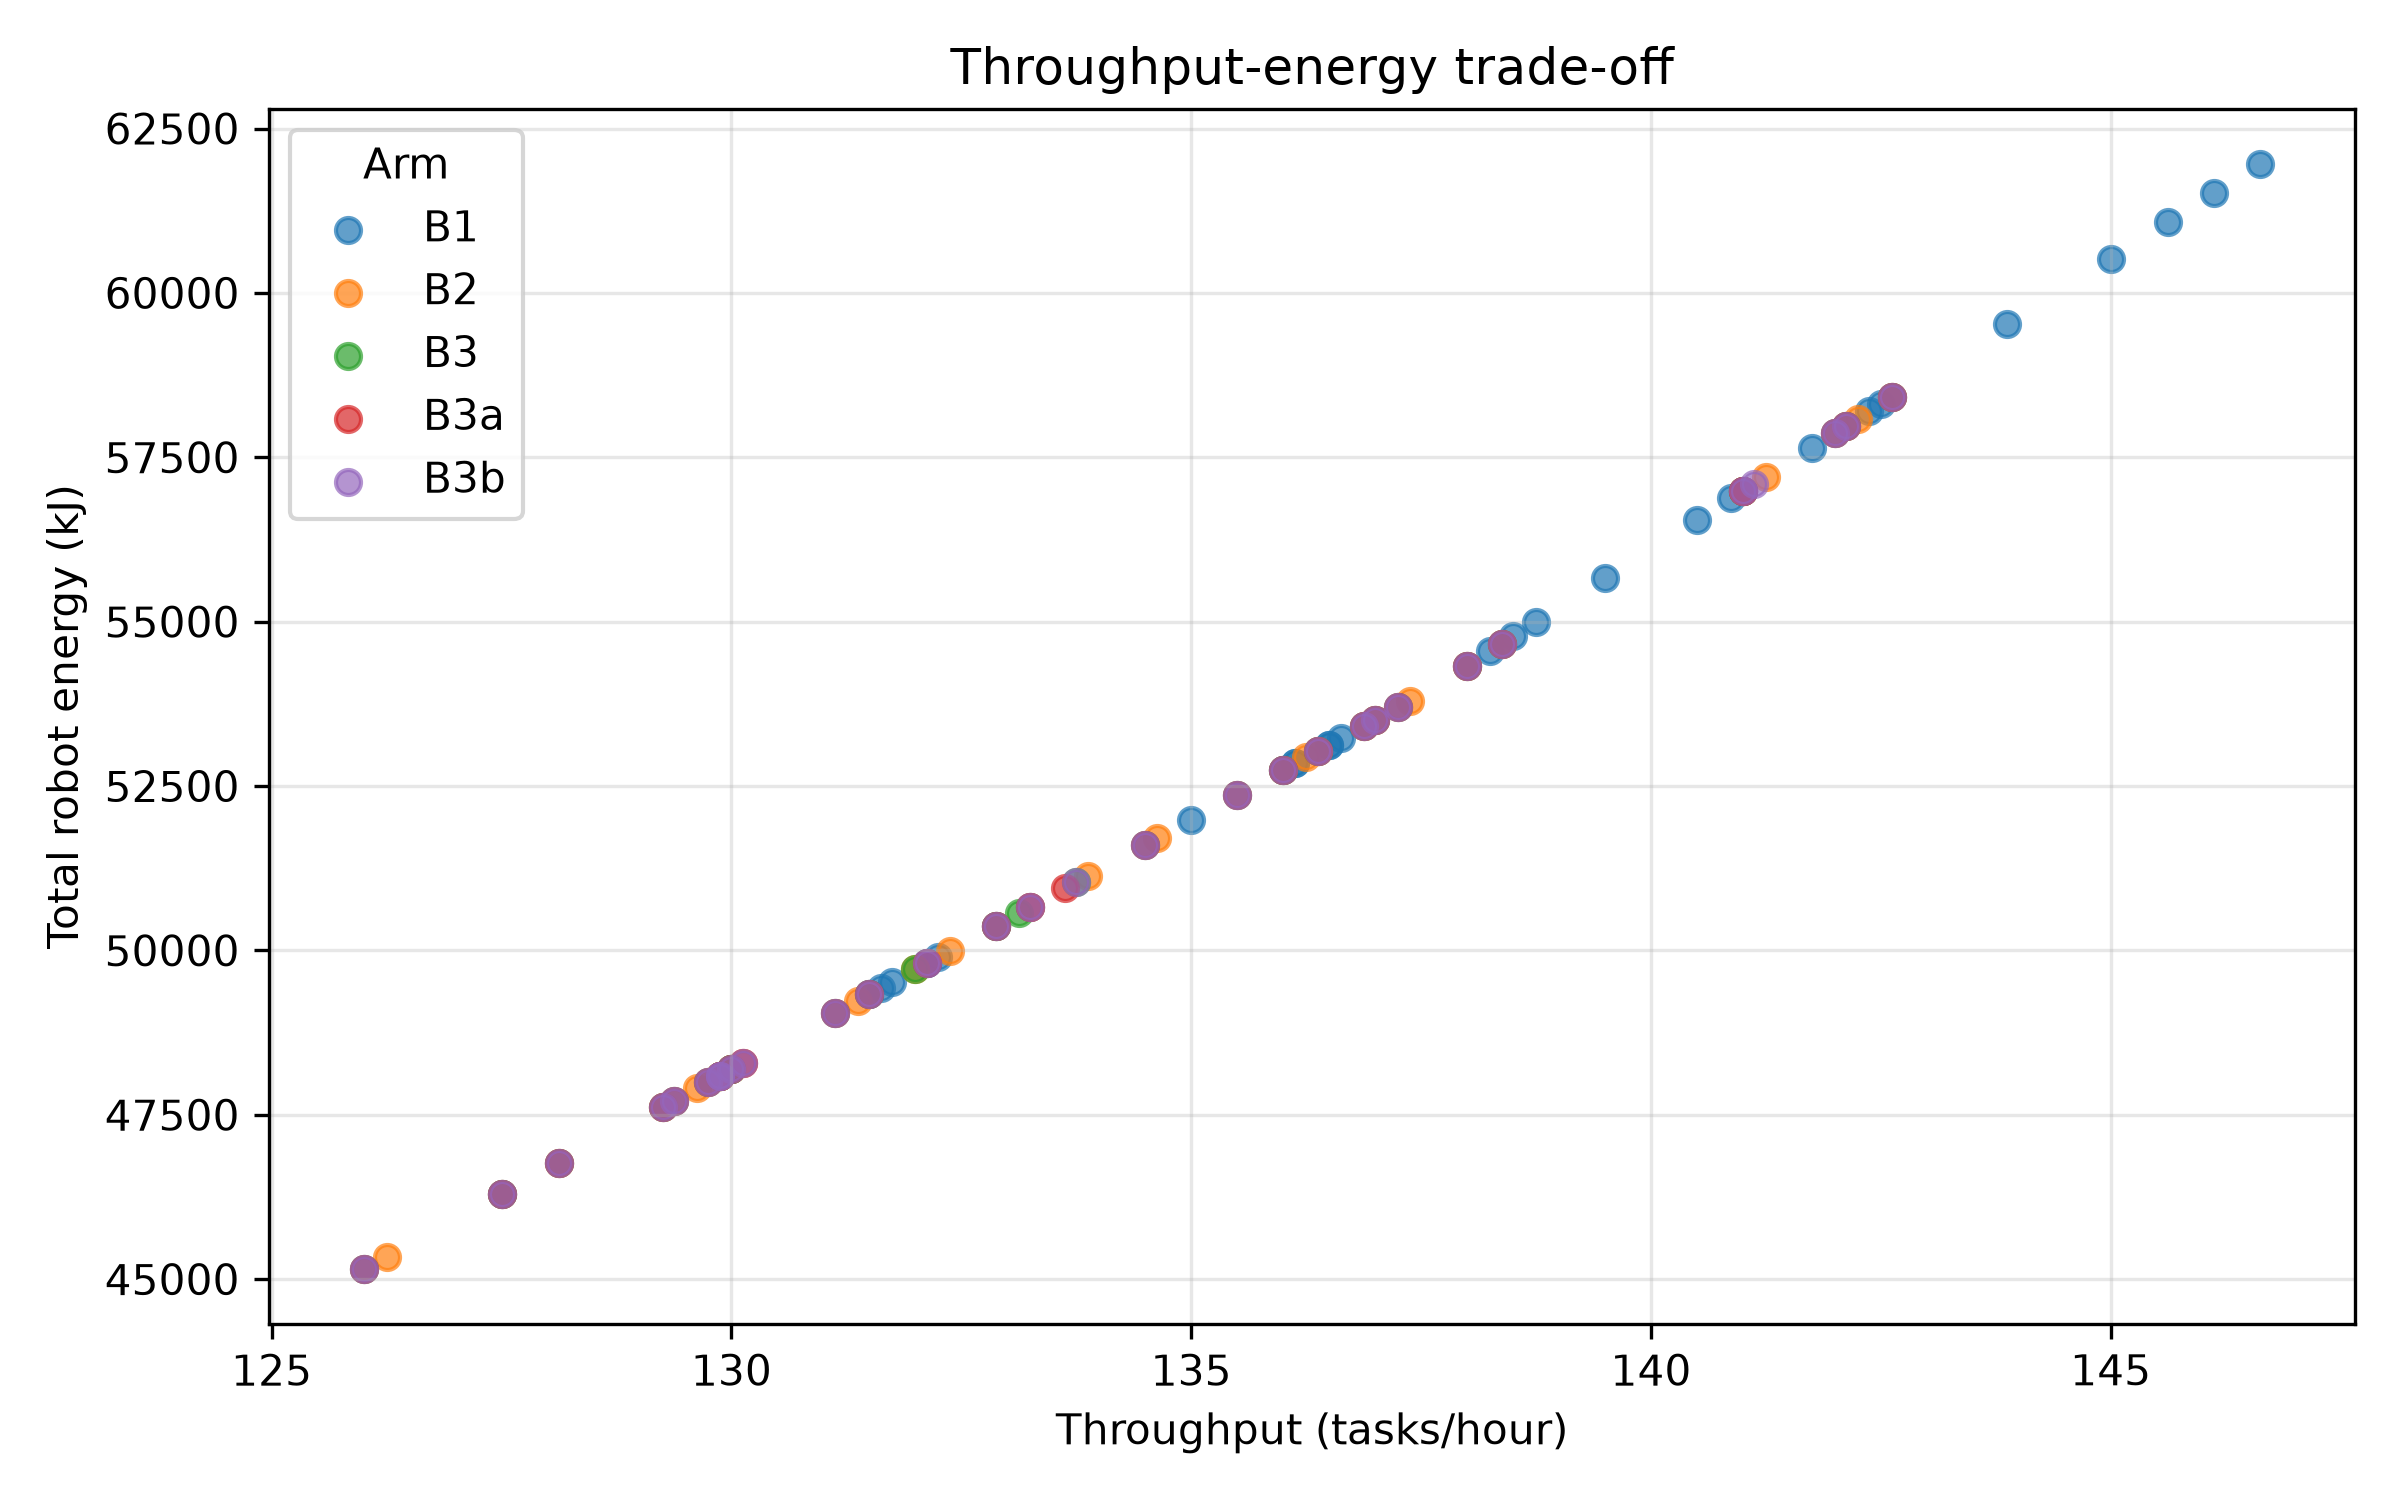 Throughput-energy trade-off
62500
60000
57500
55000
52500
50000
47500
45000
Total robot energy (kJ)
Arm
B1
B2
B3
B3a
B3b
125 130 135 140 145
Throughput (tasks/hour)